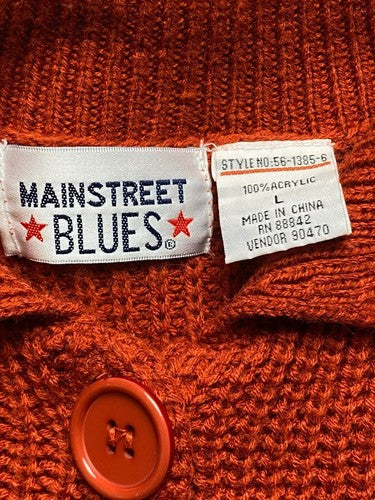 MAINSTREET
BLUES®
STYLE NO:56-1385-6
100% ACRYLIC
L
MADE IN CHINA
RN 88842
VENDOR 90470